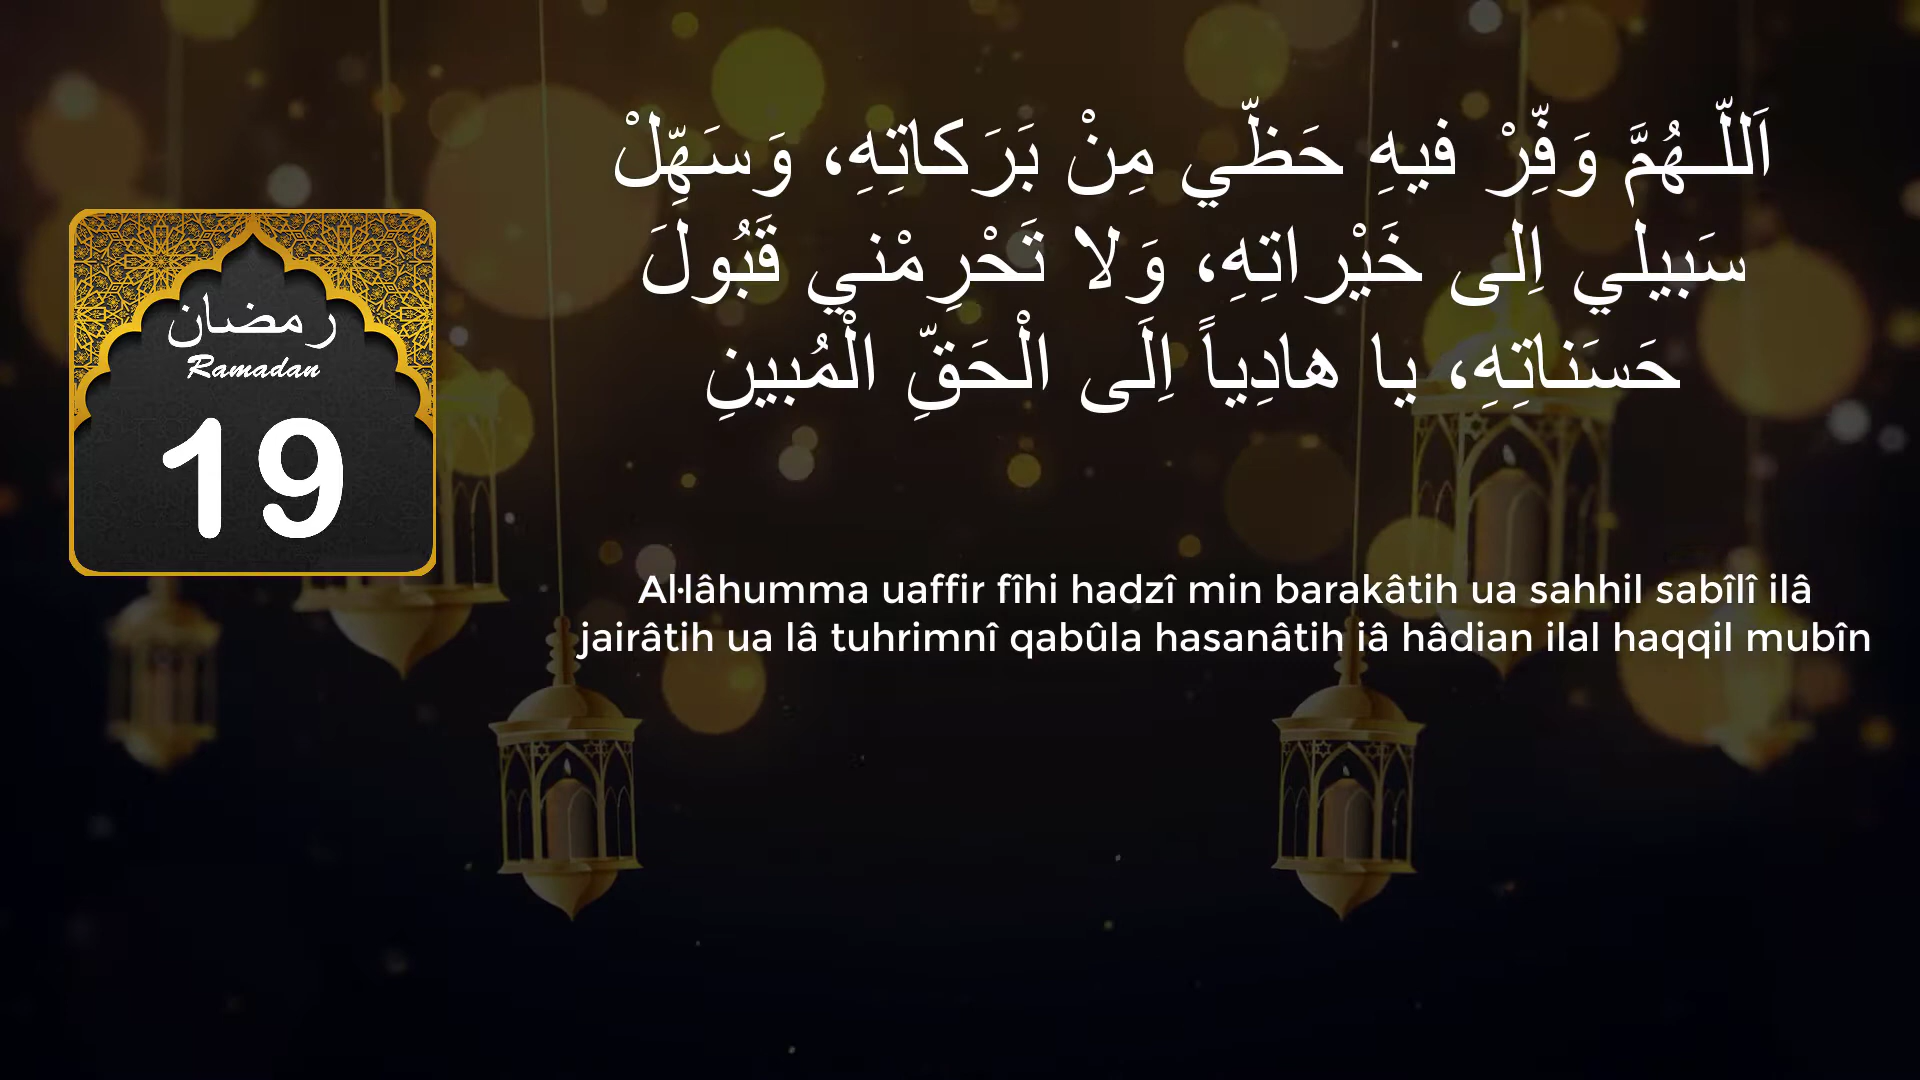 رمضان
Ramadan
19
اَللّـهُمَّ وَفِّرْ فيهِ حَظّي مِنْ بَرَكاتِهِ، وَسَهِّلْ
سَبيلي اِلى خَيْراتِهِ، وَلا تَحْرِمْني قَبُولَ
حَسَناتِهِ، يا هادِياً اِلَى الْحَقِّ الْمُبينِ
Al·lâhumma uaffir fîhi hadzî min barakâtih ua sahhil sabîlî ilâ
jairâtih ua lâ tuhrimnî qabûla hasanâtih iâ hâdian ilal haqqil mubîn